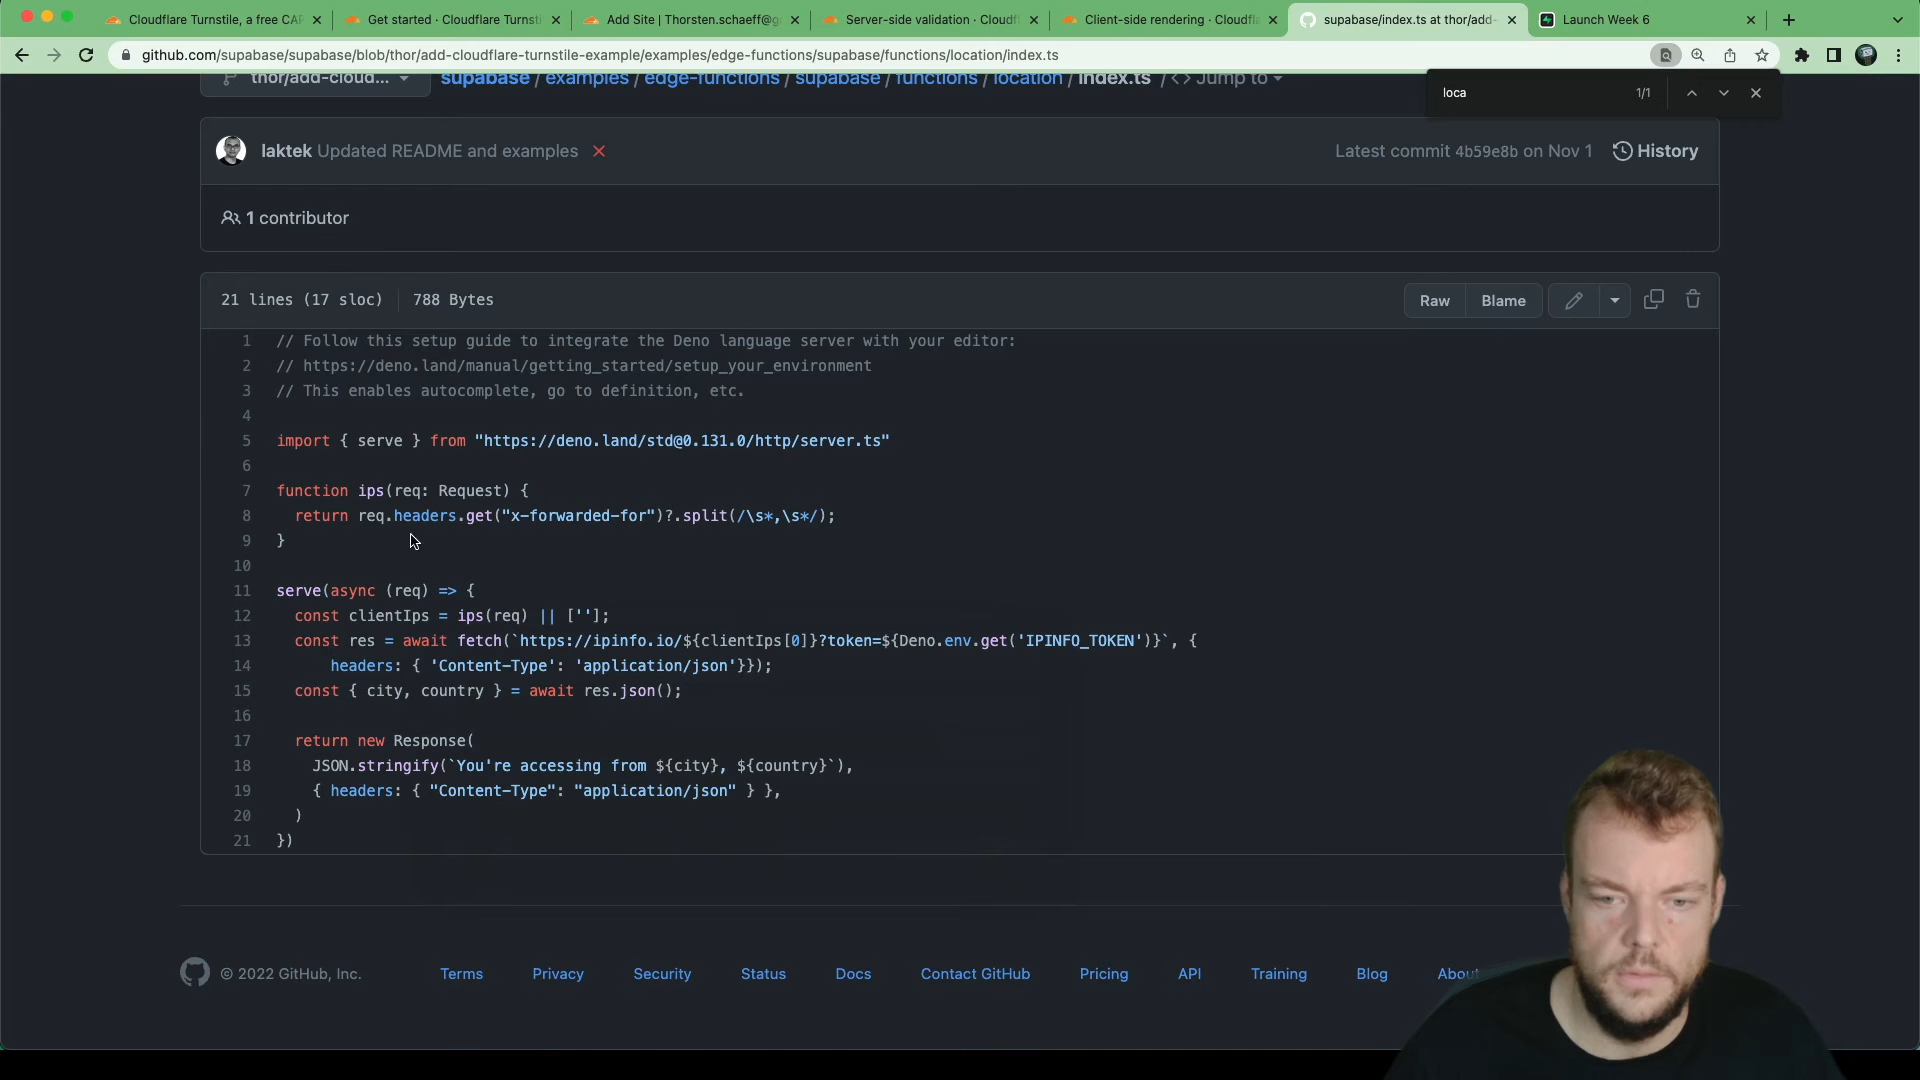 Cloudflare Turnstile, a free CAP
Get started · Cloudflare Turnsti
Add Site | Thorsten.schaeff@g
Server-side validation · Cloudf
Client-side rendering · Cloudfla
supabase/index.ts at thor/add-
Launch Week 6
github.com/supabase/supabase/blob/thor/add-cloudflare-turnstile-example/examples/edge-functions/supabase/functions/location/index.ts
loca 1/1
thor/add-cloud... supabase / examples / edge-functions / supabase / functions / location / index.ts / <> Jump to
laktek Updated README and examples
Latest commit 4b59e8b on Nov 1 History
1 contributor
21 lines (17 sloc) 788 Bytes
Raw Blame
1 // Follow this setup guide to integrate the Deno language server with your editor:
2 // https://deno.land/manual/getting_started/setup_your_environment
3 // This enables autocomplete, go to definition, etc.
4
5 import { serve } from "https://deno.land/std@0.131.0/http/server.ts"
6
7 function ips(req: Request) {
8 return req.headers.get("x-forwarded-for")?.split(/\s*,\s*/);
9 }
10
11 serve(async (req) => {
12 const clientIps = ips(req) || [''];
13 const res = await fetch(`https://ipinfo.io/${clientIps[0]}?token=${Deno.env.get('IPINFO_TOKEN')}`, {
14 headers: { 'Content-Type': 'application/json'}});
15 const { city, country } = await res.json();
16
17 return new Response(
18 JSON.stringify(`You're accessing from ${city}, ${country}`),
19 { headers: { "Content-Type": "application/json" } },
20 )
21 })
© 2022 GitHub, Inc. Terms Privacy Security Status Docs Contact GitHub Pricing API Training Blog About